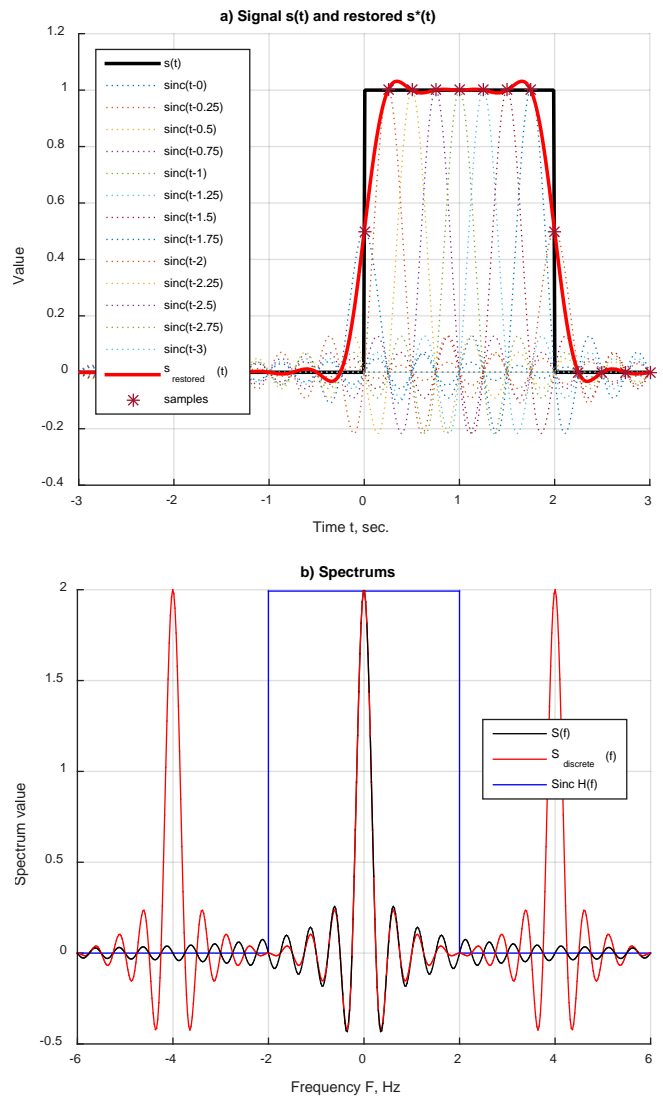 a) Signal s(t) and restored s*(t)
Value
1.2
1
0.8
0.6
0.4
0.2
0
-0.2
-0.4
s(t)
sinc(t-0)
sinc(t-0.25)
sinc(t-0.5)
sinc(t-0.75)
sinc(t-1)
sinc(t-1.25)
sinc(t-1.5)
sinc(t-1.75)
sinc(t-2)
sinc(t-2.25)
sinc(t-2.5)
sinc(t-2.75)
sinc(t-3)
s restored (t)
samples
-3 -2 -1 0 1 2 3
Time t, sec.
b) Spectrums
Spectrum value
2
1.5
1
0.5
0
-0.5
S(f)
S discrete (f)
Sinc H(f)
-6 -4 -2 0 2 4 6
Frequency F, Hz